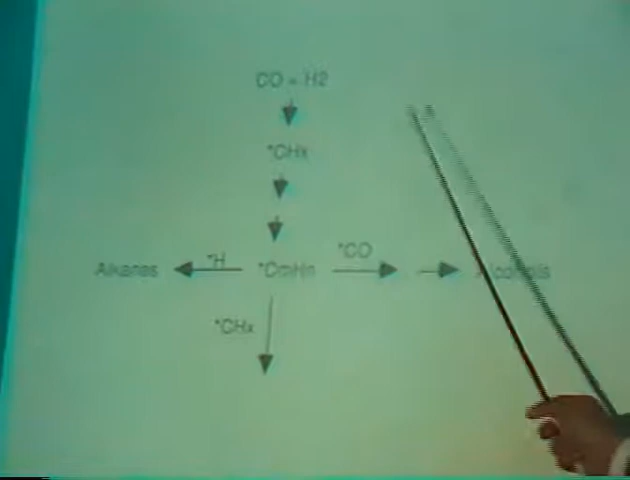 CO + H2
*CHx
Alkanes *H *CmHn *CO Alcohols
*CHx